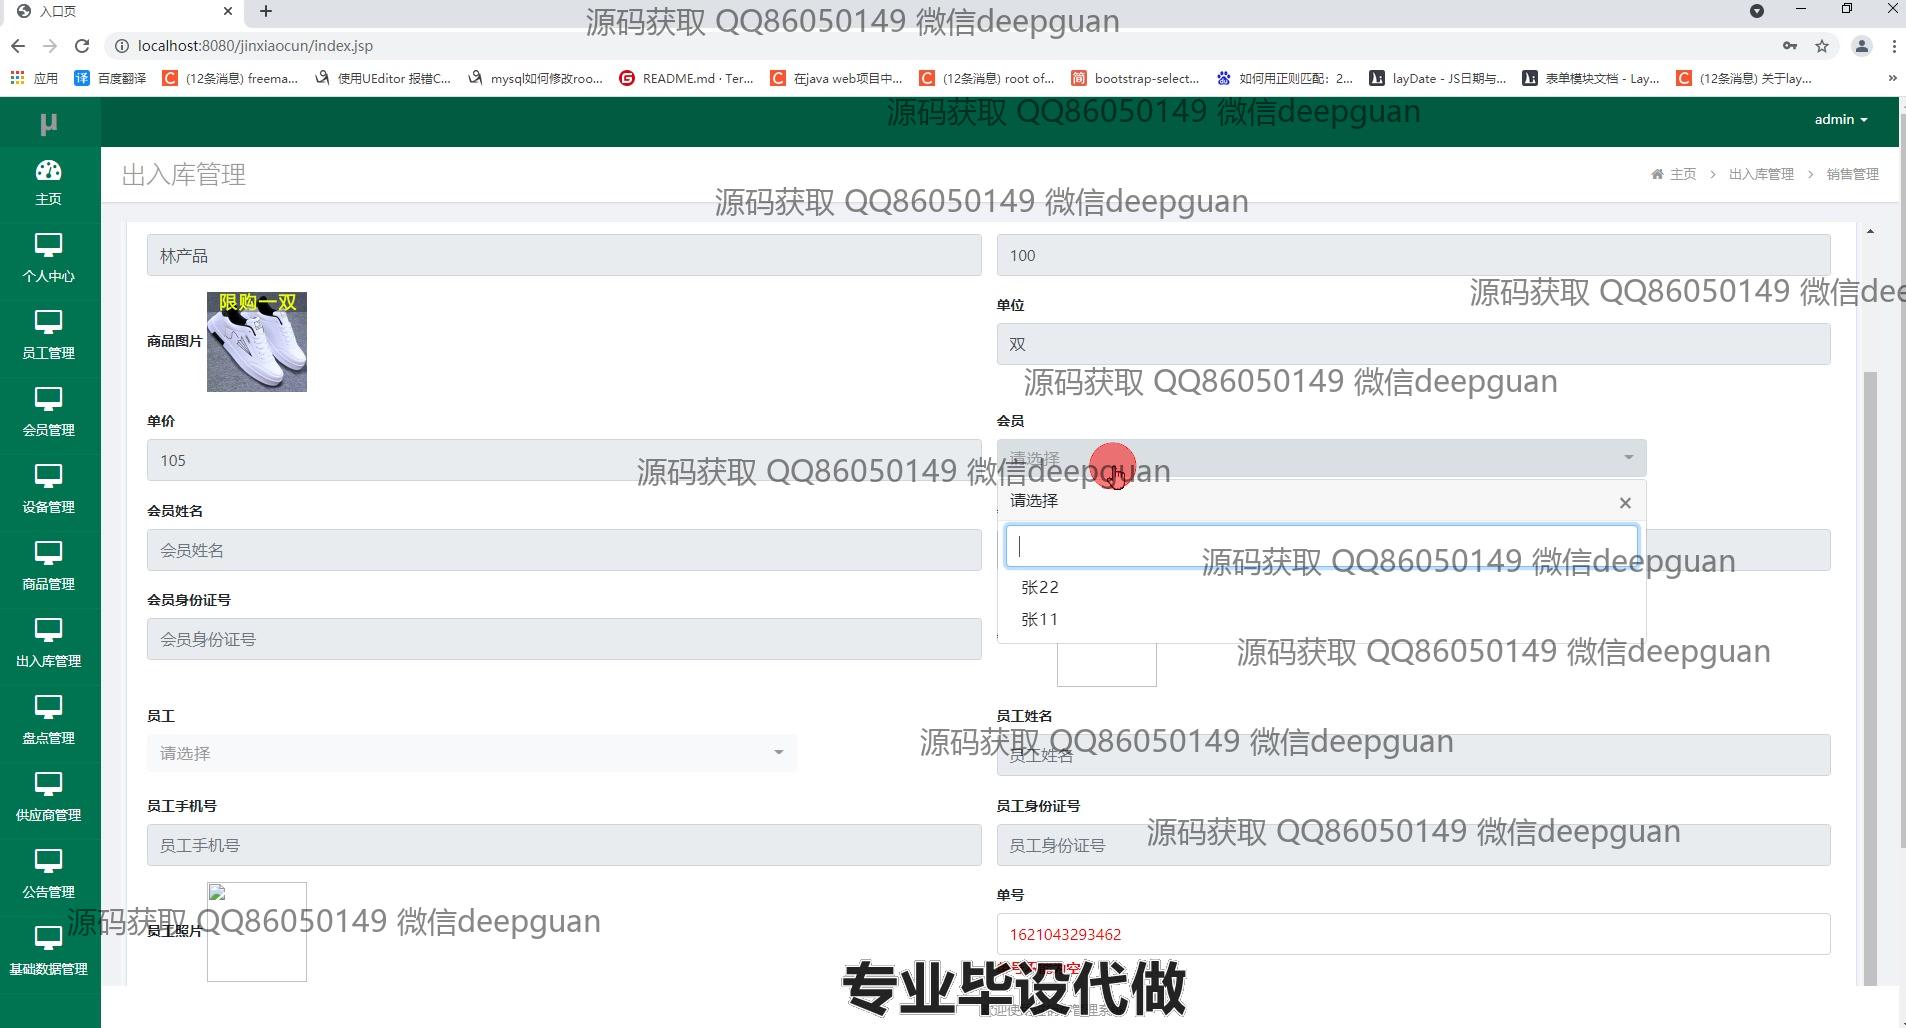 入口页
源码获取 QQ86050149 微信deepguan
localhost:8080/jinxiaocun/index.jsp
应用
百度翻译
(12条消息) freema...
使用UEditor 报错C...
mysql如何修改roo...
README.md · Ter...
在java web项目中...
(12条消息) root of...
bootstrap-select...
如何用正则匹配：2...
layDate - JS日期与...
表单模块文档 - Lay...
(12条消息) 关于lay...
μ
源码获取 QQ86050149 微信deepguan
admin
主页
出入库管理
主页 > 出入库管理 > 销售管理
源码获取 QQ86050149 微信deepguan
个人中心
员工管理
会员管理
设备管理
商品管理
出入库管理
盘点管理
供应商管理
公告管理
基础数据管理
林产品
100
限购一双
商品图片
单位
源码获取 QQ86050149 微信dee
双
源码获取 QQ86050149 微信deepguan
单价
会员
105
请选择
源码获取 QQ86050149 微信deepguan
请选择
会员姓名
会员姓名
源码获取 QQ86050149 微信deepguan
张22
会员身份证号
张11
会员身份证号
源码获取 QQ86050149 微信deepguan
员工
员工姓名
请选择
员工姓名
源码获取 QQ86050149 微信deepguan
员工手机号
员工身份证号
员工手机号
员工身份证号
源码获取 QQ86050149 微信deepguan
单号
员工照片
源码获取 QQ86050149 微信deepguan
1621043293462
专业毕设代做